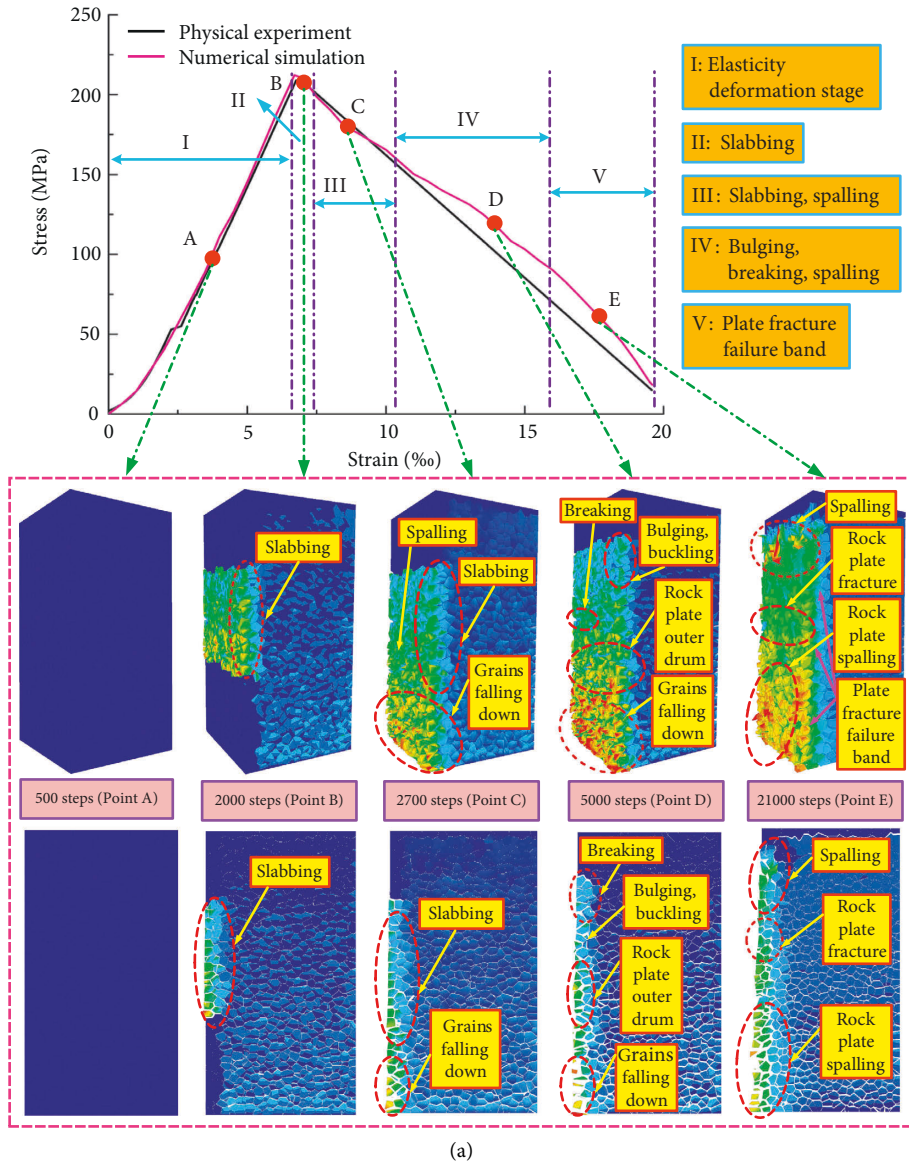 250
200
150
100
50
0
Stress (MPa)
0
5
10
15
20
Strain (‰)
Physical experiment
Numerical simulation
A
B
C
D
E
I
II
III
IV
V
I: Elasticity
deformation stage
II: Slabbing
III: Slabbing, spalling
IV: Bulging,
breaking, spalling
V: Plate fracture
failure band
Slabbing
Spalling
Slabbing
Grains
falling
down
Breaking
Bulging,
buckling
Rock
plate
outer
drum
Grains
falling
down
Spalling
Rock
plate
fracture
Rock
plate
spalling
Plate
fracture
failure
band
500 steps (Point A)
2000 steps (Point B)
2700 steps (Point C)
5000 steps (Point D)
21000 steps (Point E)
Slabbing
Slabbing
Grains
falling
down
Breaking
Bulging,
buckling
Rock
plate
outer
drum
Grains
falling
down
Spalling
Rock
plate
fracture
Rock
plate
spalling
(a)